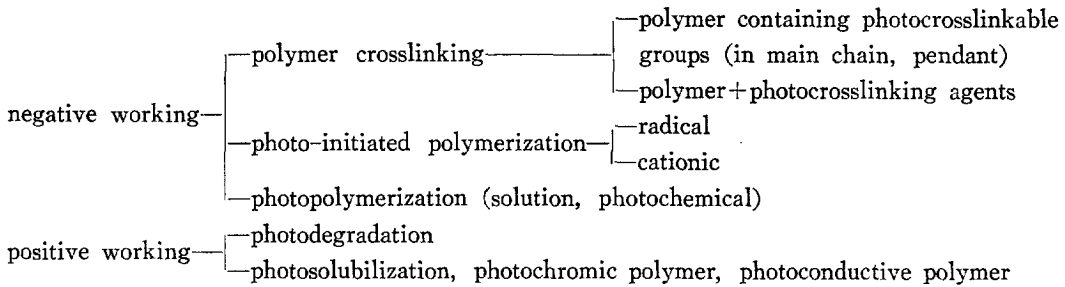 polymer containing photocrosslinkable
polymer crosslinking
groups (in main chain, pendant)
polymer+photocrosslinking agents
negative working
radical
photo-initiated polymerization
cationic
photopolymerization (solution, photochemical)
photodegradation
positive working
photosolubilization, photochromic polymer, photoconductive polymer